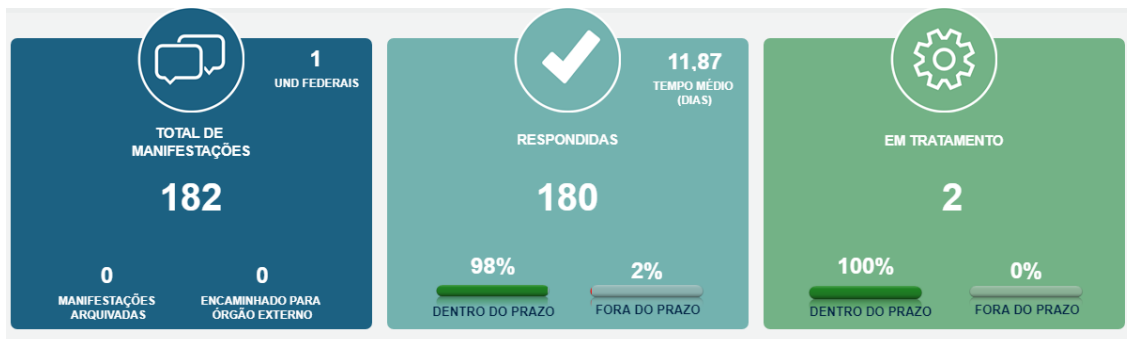 1
UND FEDERAIS
TOTAL DE
MANIFESTAÇÕES
182
0
MANIFESTAÇÕES
ARQUIVADAS
0
ENCAMINHADO PARA
ÓRGÃO EXTERNO
11,87
TEMPO MÉDIO
(DIAS)
RESPONDIDAS
180
98%
DENTRO DO PRAZO
2%
FORA DO PRAZO
EM TRATAMENTO
2
100%
DENTRO DO PRAZO
0%
FORA DO PRAZO